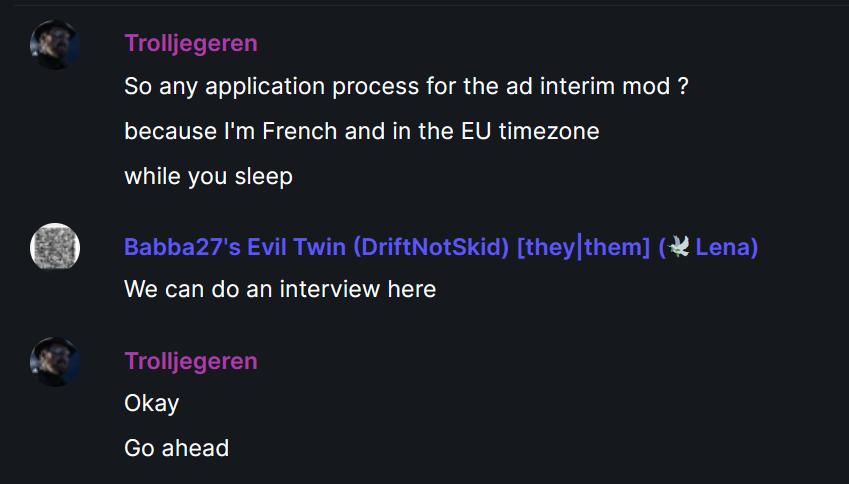 Trolljegeren
So any application process for the ad interim mod ?
because I'm French and in the EU timezone
while you sleep
Babba27's Evil Twin (DriftNotSkid) [they|them] (🕊️ Lena)
We can do an interview here
Trolljegeren
Okay
Go ahead